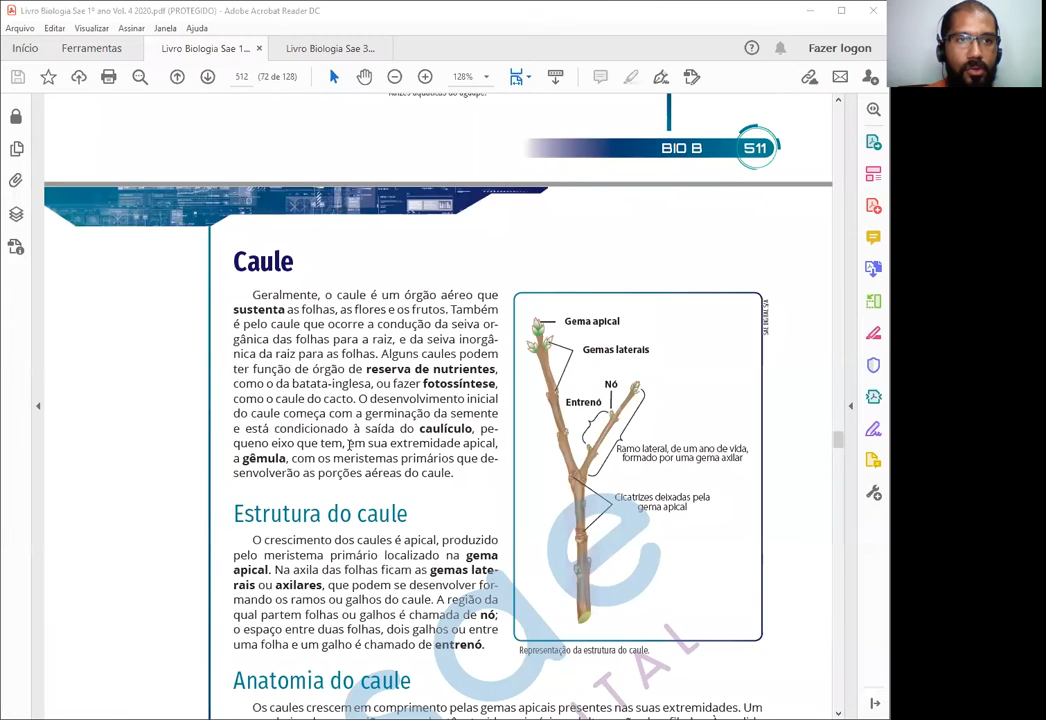 Livro Biologia Sae 1º ano Vol. 4 2020.pdf (PROTEGIDO) - Adobe Acrobat Reader DC
Arquivo Editar Visualizar Assinar Janela Ajuda
Início Ferramentas Livro Biologia Sae 1... × Livro Biologia Sae 3... Fazer logon
512 (72 de 128) 128%
Raízes aquáticas do aguapé.
BIO B 511
Caule
Geralmente, o caule é um órgão aéreo que
sustenta as folhas, as flores e os frutos. Também
é pelo caule que ocorre a condução da seiva or-
gânica das folhas para a raiz, e da seiva inorgâ-
nica da raiz para as folhas. Alguns caules podem
ter função de órgão de reserva de nutrientes,
como o da batata-inglesa, ou fazer fotossíntese,
como o caule do cacto. O desenvolvimento inicial
do caule começa com a germinação da semente
e está condicionado à saída do caulículo, pe-
queno eixo que tem, em sua extremidade apical,
a gêmula, com os meristemas primários que de-
senvolverão as porções aéreas do caule.
Estrutura do caule
O crescimento dos caules é apical, produzido
pelo meristema primário localizado na gema
apical. Na axila das folhas ficam as gemas late-
rais ou axilares, que podem se desenvolver for-
mando os ramos ou galhos do caule. A região da
qual partem folhas ou galhos é chamada de nó;
o espaço entre duas folhas, dois galhos ou entre
uma folha e um galho é chamado de entrenó.
Gema apical
Gemas laterais
Nó
Entrenó
Ramo lateral, de um ano de vida,
formado por uma gema axilar
Cicatrizes deixadas pela
gema apical
SAE DIGITAL S/A
Representação da estrutura do caule.
Anatomia do caule
Os caules crescem em comprimento pelas gemas apicais presentes nas suas extremidades. Um